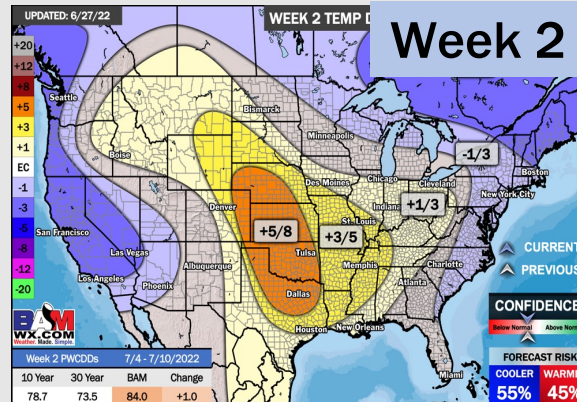 UPDATED: 6/27/22
WEEK 2 TEMP D
Week 2
+20
+12
+8
+5
+3
+1
EC
-1
-3
-5
-8
-12
-20
Seattle
Bismarck
Minneapolis
Boise
-1/3
Boston
Chicago
Cleveland
Des Moines
New York City
Denver
Indiana
+1/3
San Francisco
+5/8
+3/5
St. Louis
Las Vegas
Tulsa
CURRENT
Los Angeles
Albuquerque
Memphis
Charlotte
PREVIOUS
Phoenix
Atlanta
Dallas
BAM
WX.COM
Weather. Made. Simple.
Houston
New Orleans
Miami
CONFIDENCE
Below Normal
Above Norm
Week 2 PWCDDs 7/4 - 7/10/2022
10 Year 30 Year BAM Change
78.7 73.5 84.0 +1.0
FORECAST RISK
COOLER WARME
55% 45%